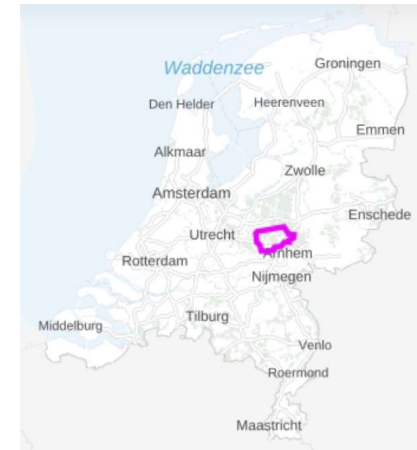 Waddenzee
Groningen
Den Helder
Heerenveen
Emmen
Alkmaar
Zwolle
Amsterdam
Enschede
Utrecht
Arnhem
Rotterdam
Nijmegen
Tilburg
Middelburg
Venlo
Roermond
Maastricht